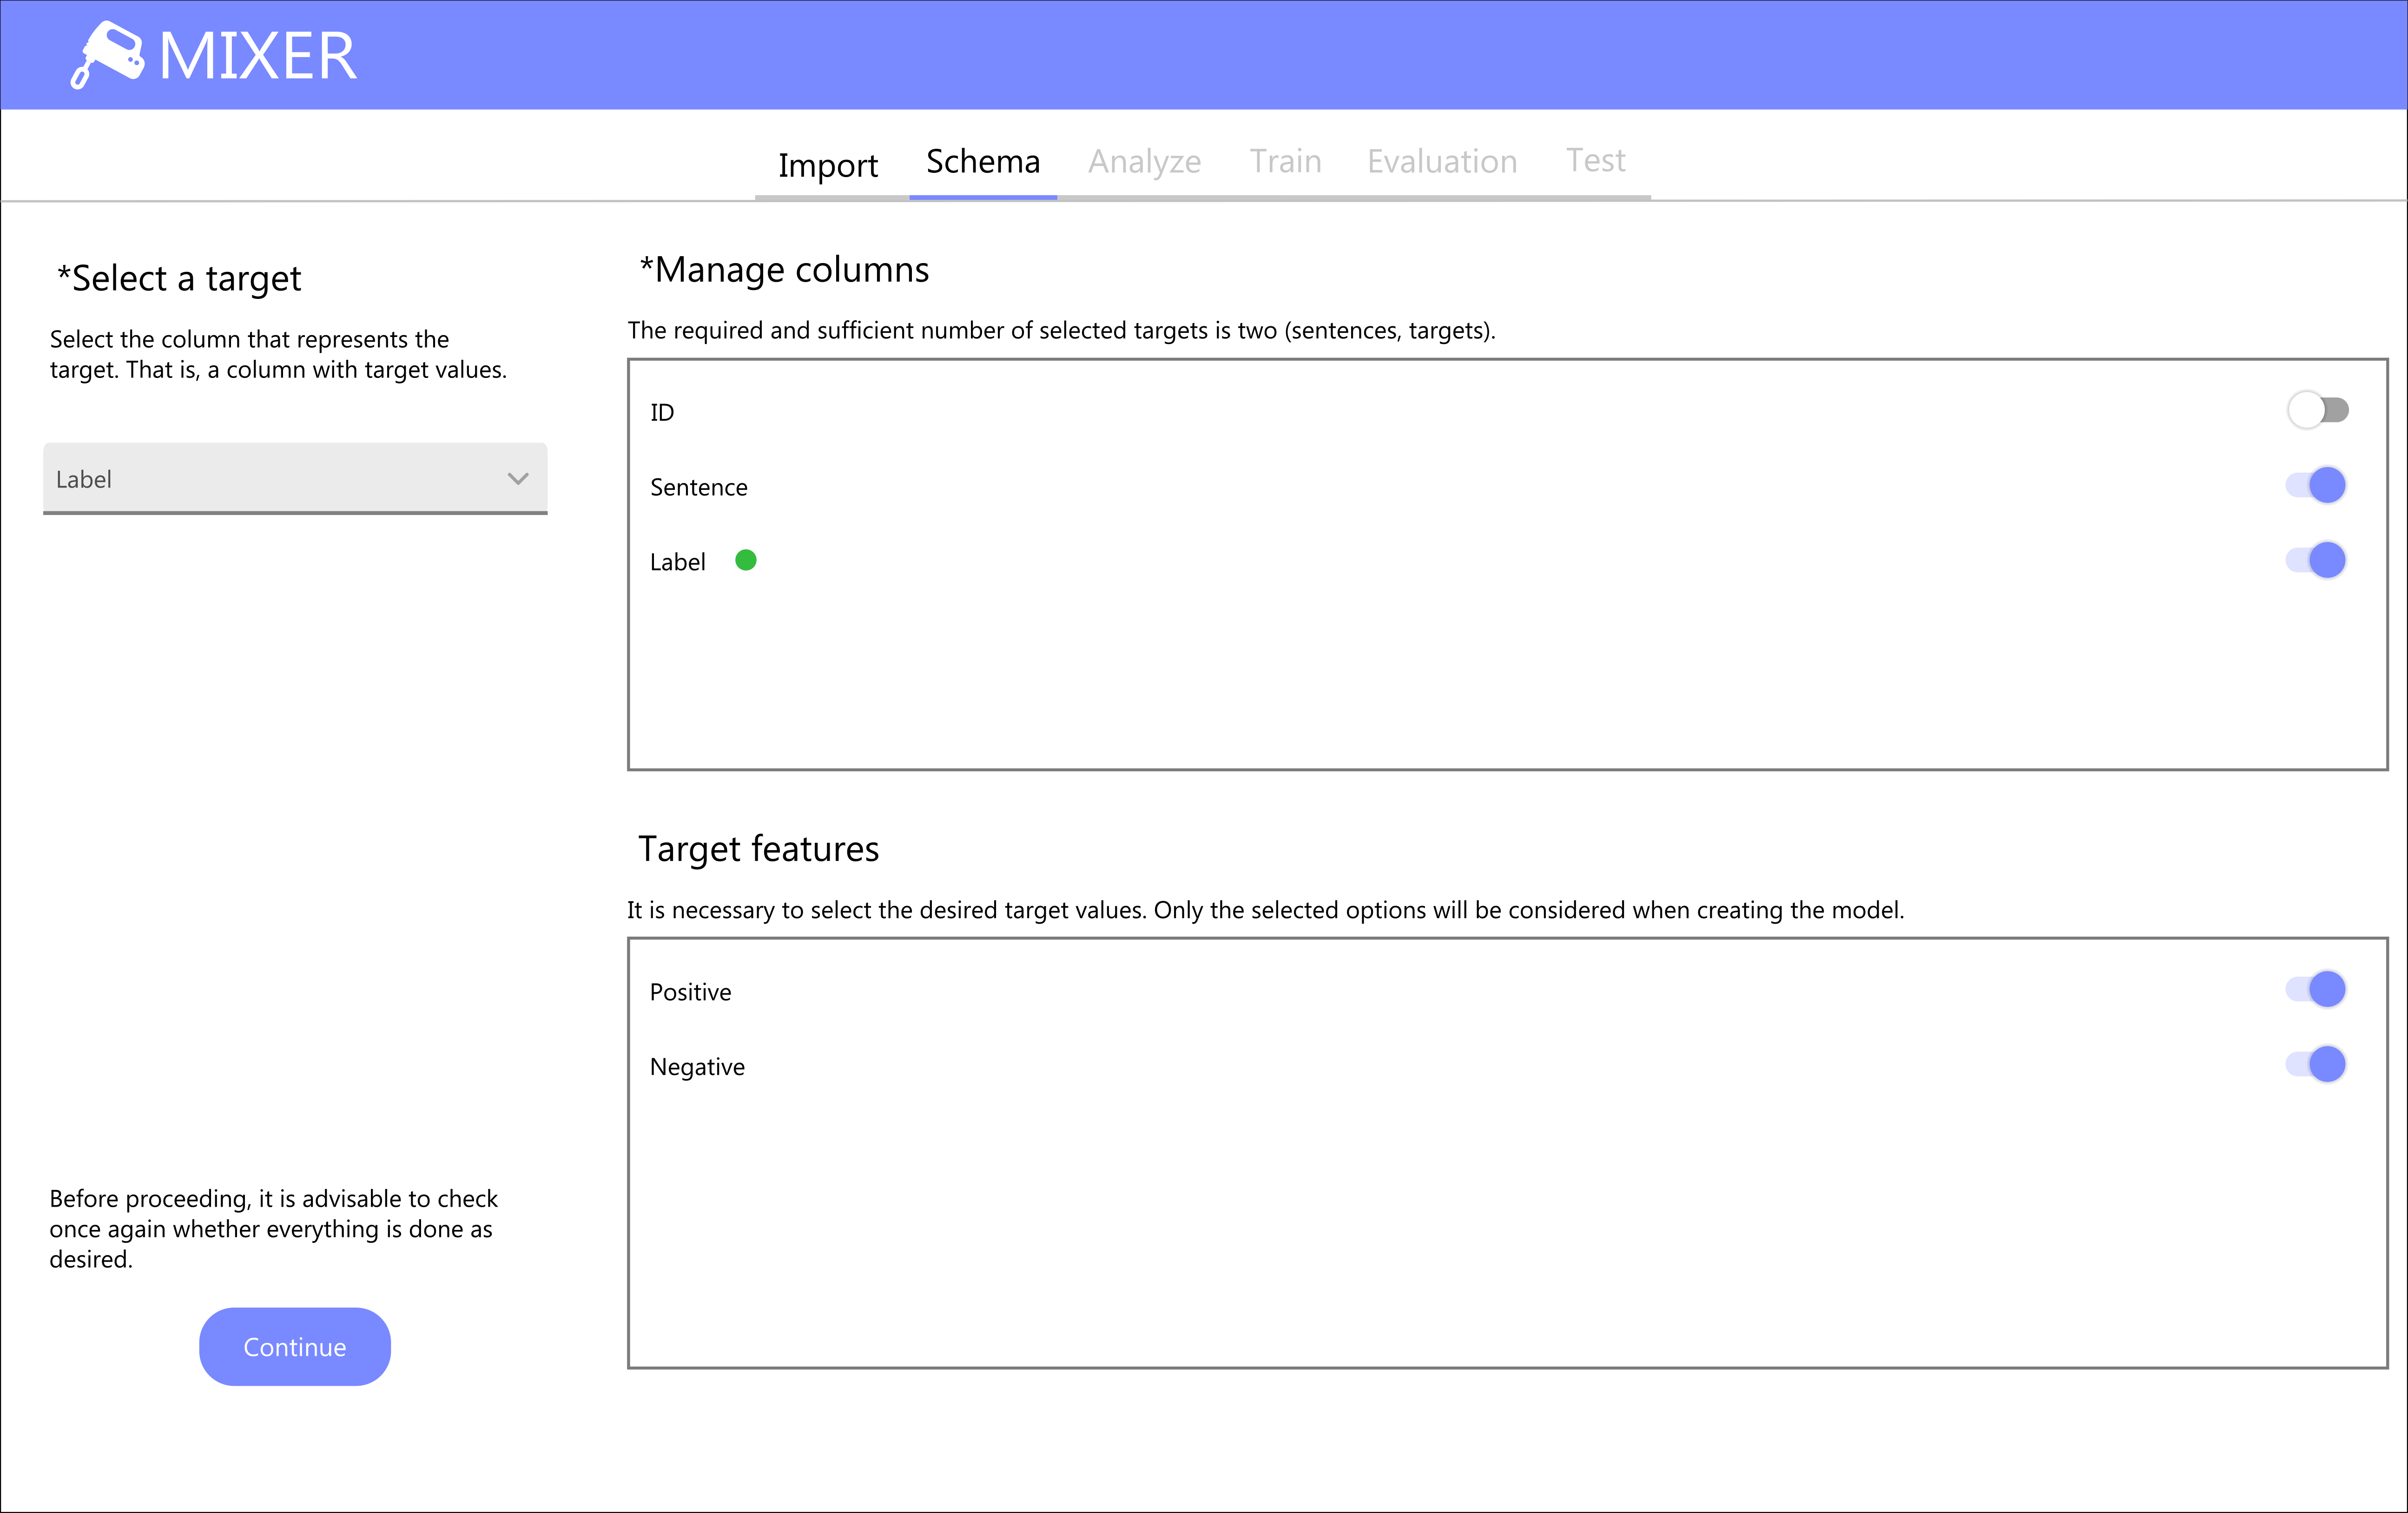 MIXER
Import Schema Analyze Train Evaluation Test
*Select a target
Select the column that represents the
target. That is, a column with target values.
Label
Before proceeding, it is advisable to check
once again whether everything is done as
desired.
Continue
*Manage columns
The required and sufficient number of selected targets is two (sentences, targets).
ID
Sentence
Label
Target features
It is necessary to select the desired target values. Only the selected options will be considered when creating the model.
Positive
Negative